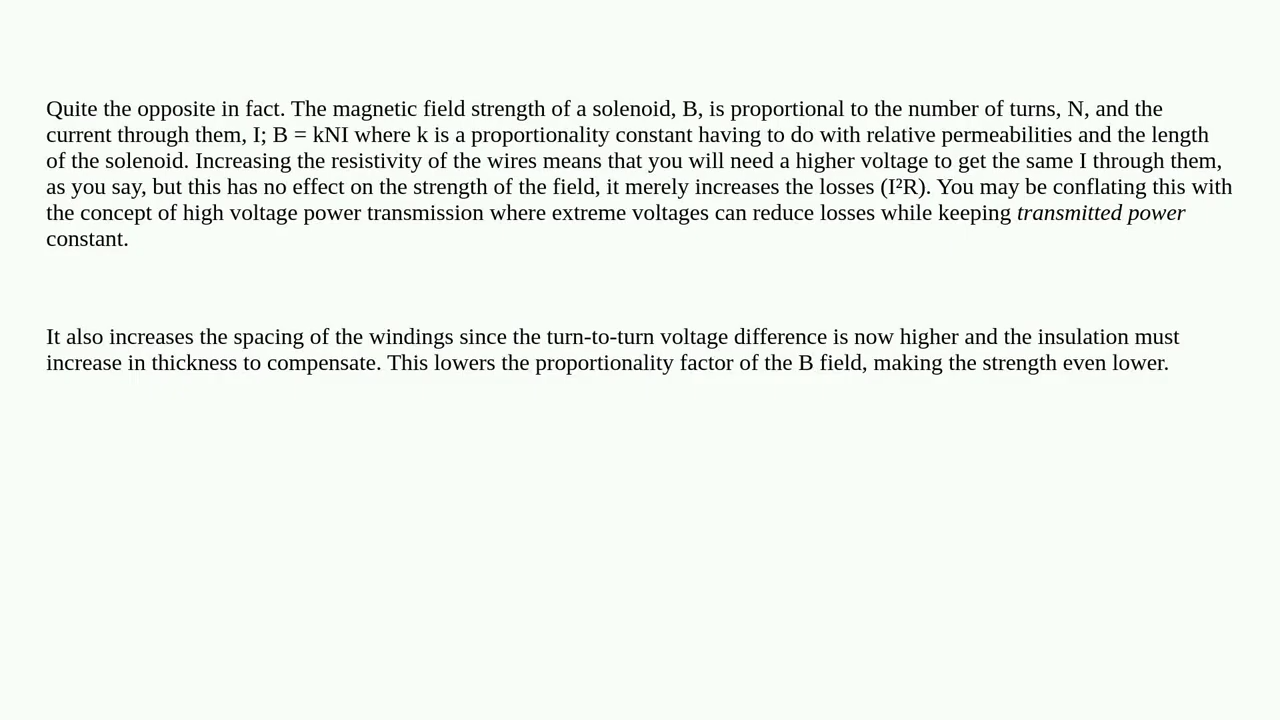 Quite the opposite in fact. The magnetic field strength of a solenoid, B, is proportional to the number of turns, N, and the
current through them, I; B = kNI where k is a proportionality constant having to do with relative permeabilities and the length
of the solenoid. Increasing the resistivity of the wires means that you will need a higher voltage to get the same I through them,
as you say, but this has no effect on the strength of the field, it merely increases the losses (I²R). You may be conflating this with
the concept of high voltage power transmission where extreme voltages can reduce losses while keeping transmitted power
constant.
It also increases the spacing of the windings since the turn-to-turn voltage difference is now higher and the insulation must
increase in thickness to compensate. This lowers the proportionality factor of the B field, making the strength even lower.